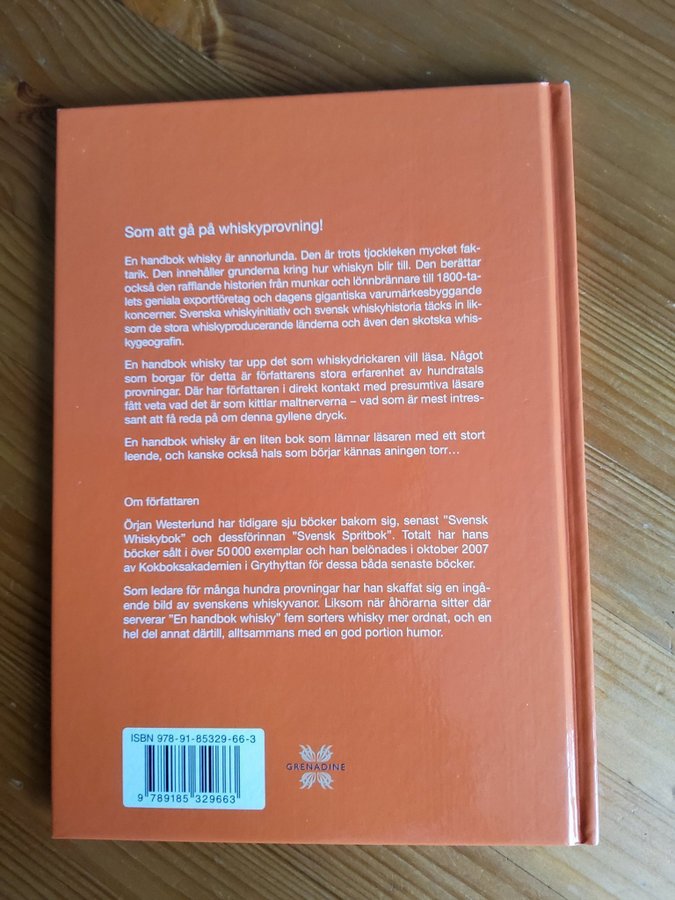 Som att gå på whiskyprovning!
En handbok whisky är annorlunda. Den är trots tjockleken mycket fak-
tarik. Den innehåller grunderna kring hur whiskyn blir till. Den berättar
också den rafflande historien från munkar och lönnbrännare till 1800-ta-
lets geniala exportföretag och dagens gigantiska varumärkesbyggande
koncerner. Svenska whiskyinitiativ och svensk whiskyhistoria täcks in lik-
som de stora whiskyproducerande länderna och även den skotska whis-
kygeografin.
En handbok whisky tar upp det som whiskydrickaren vill läsa. Något
som borgar för detta är författarens stora erfarenhet av hundratals
provningar. Där har författaren i direkt kontakt med presumtiva läsare
fått veta vad det är som kittlar maltnerverna – vad som är mest intres-
sant att få reda på om denna gyllene dryck.
En handbok whisky är en liten bok som lämnar läsaren med ett stort
leende, och kanske också hals som börjar kännas aningen torr…
Om författaren
Örjan Westerlund har tidigare sju böcker bakom sig, senast ”Svensk
Whiskybok” och dessförinnan ”Svensk Spritbok”. Totalt har hans
böcker sålt i över 50 000 exemplar och han belönades i oktober 2007
av Kokboksakademien i Grythyttan för dessa båda senaste böcker.
Som ledare för många hundra provningar har han skaffat sig en ingå-
ende bild av svenskens whiskyvanor. Liksom när åhörarna sitter där
serverar ”En handbok whisky” fem sorters whisky mer ordnat, och en
hel del annat därtill, alltsammans med en god portion humor.
ISBN 978-91-85329-66-3
GRENADINE
9 789185 329663